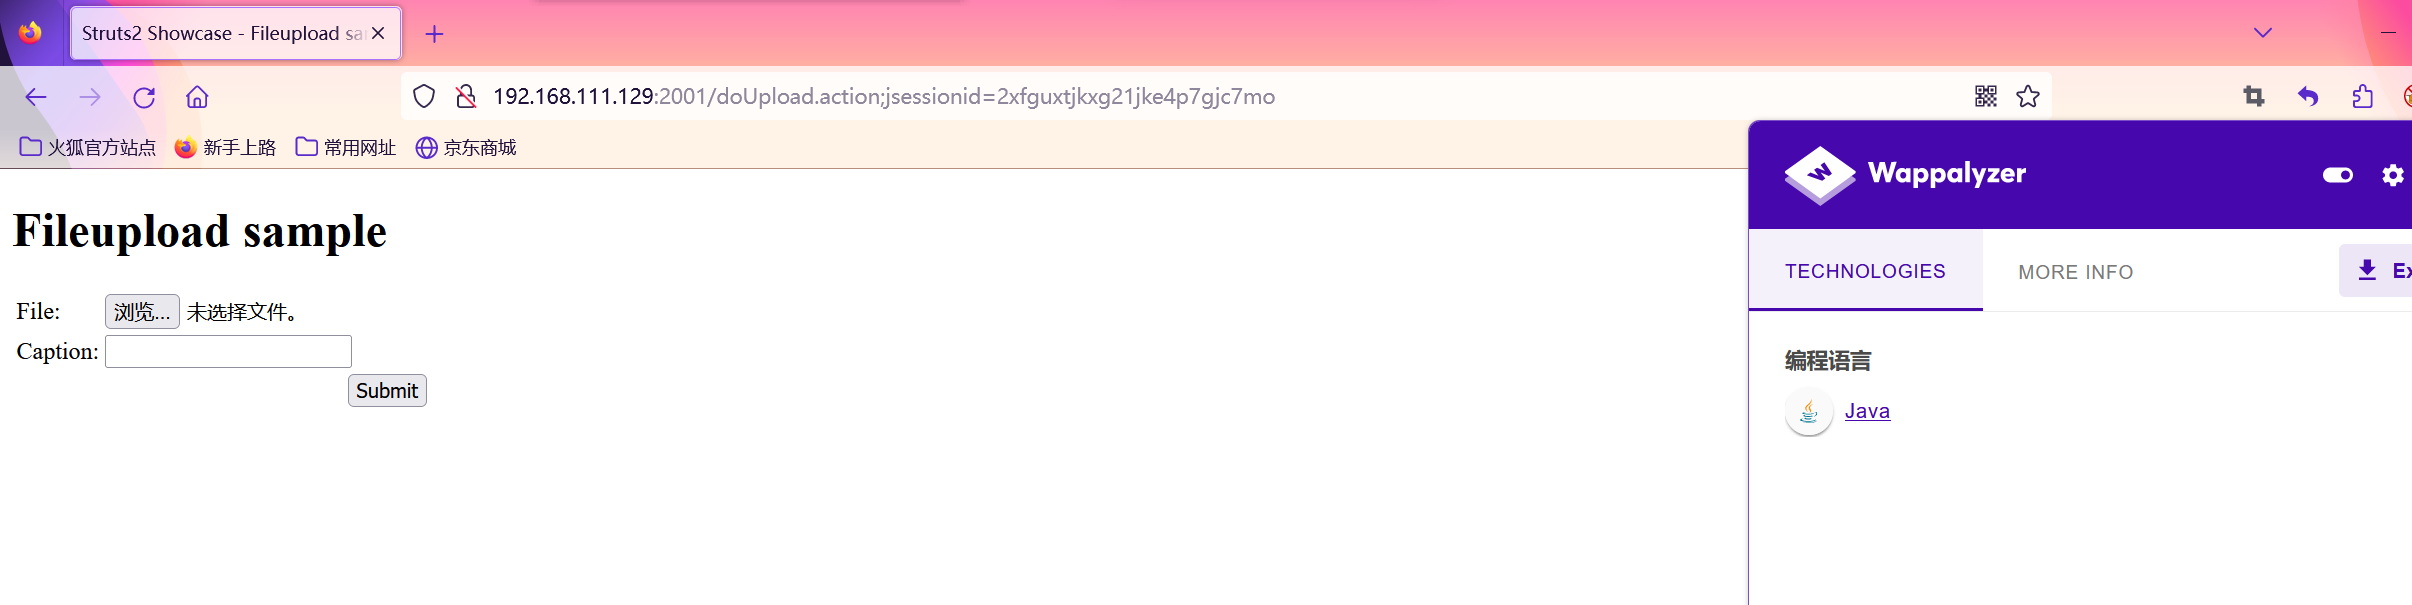 Struts2 Showcase - Fileupload sa
192.168.111.129:2001/doUpload.action;jsessionid=2xfguxtjkxg21jke4p7gjc7mo
火狐官方站点 新手上路 常用网址 京东商城
W Wappalyzer
Fileupload sample
TECHNOLOGIES MORE INFO Ex
File: 浏览... 未选择文件。
Caption:
编程语言
Submit
Java